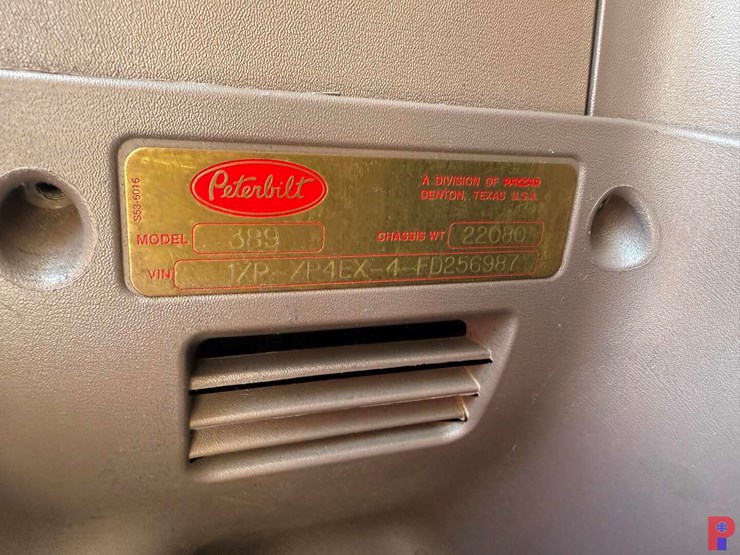 S53-6016
Peterbilt
A DIVISION OF PACCAR
DENTON, TEXAS U.S.A.
MODEL 389 CHASSIS WT 22080
VIN 1XP-XP4EX-4-FD256987